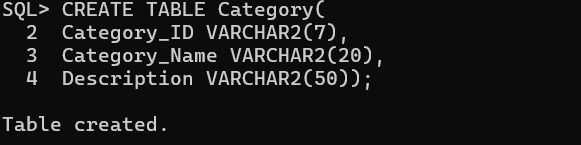 SQL> CREATE TABLE Category(
  2  Category_ID VARCHAR2(7),
  3  Category_Name VARCHAR2(20),
  4  Description VARCHAR2(50));
Table created.